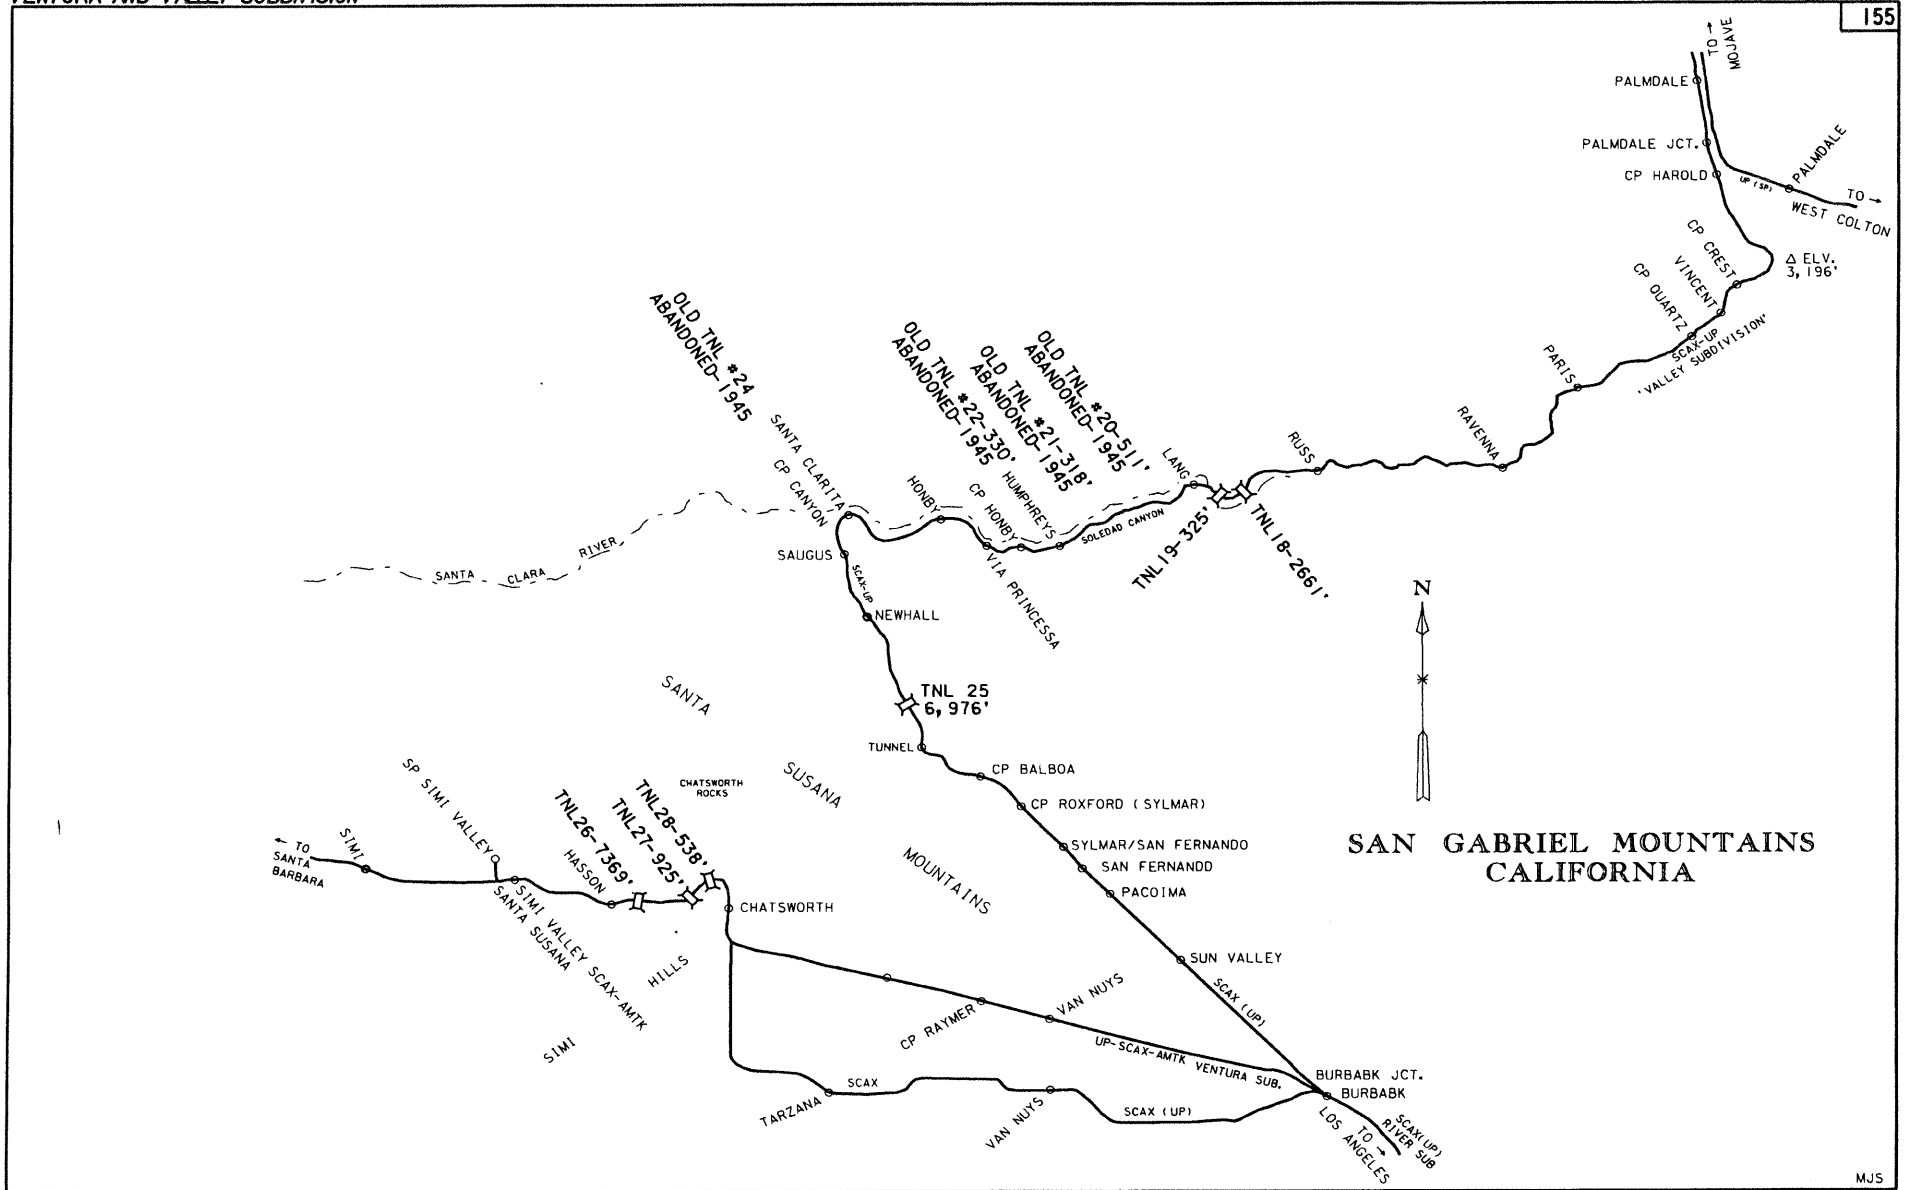 VENTURA AND VALLEY SUBDIVISION
155
TO →
MOJAVE
PALMDALE
PALMDALE JCT.
CP HAROLD
UP (SP)
PALMDALE
TO →
WEST COLTON
Δ ELV.
3,196'
CP CREST
VINCENT
CP QUARTZ
SCAX-UP
'VALLEY SUBDIVISION'
PARIS
RAVENNA
RUSS
LANG
TNL18-2661'
TNL19-325'
OLD TNL #20-511'
ABANDONED-1945
OLD TNL #21-318'
ABANDONED-1945
OLD TNL #22-330'
ABANDONED-1945
OLD TNL #24
ABANDONED-1945
SOLEDAD CANYON
HUMPHREYS
CP HONBY
VIA PRINCESSA
HONBY
SANTA CLARITA
CP CANYON
SAUGUS
SANTA CLARA RIVER
SCAX-UP
NEWHALL
TNL 25
6,976'
TUNNEL
CP BALBOA
CP ROXFORD (SYLMAR)
SYLMAR/SAN FERNANDO
SAN FERNANDO
PACOIMA
SUN VALLEY
SCAX (UP)
SANTA
SUSANA
MOUNTAINS
N
SAN GABRIEL MOUNTAINS
CALIFORNIA
CHATSWORTH
ROCKS
TNL28-538'
TNL27-925'
TNL26-7369'
HASSON
SP SIMI VALLEY
SIMI
← TO
SANTA
BARBARA
SIMI VALLEY SCAX-AMTK
SANTA SUSANA
CHATSWORTH
HILLS
SIMI
CP RAYMER
VAN NUYS
UP-SCAX-AMTK VENTURA SUB.
TARZANA
SCAX
VAN NUYS
SCAX (UP)
BURBABK JCT.
BURBABK
TO →
LOS ANGELES
SCAX(UP)
RIVER SUB
MJS